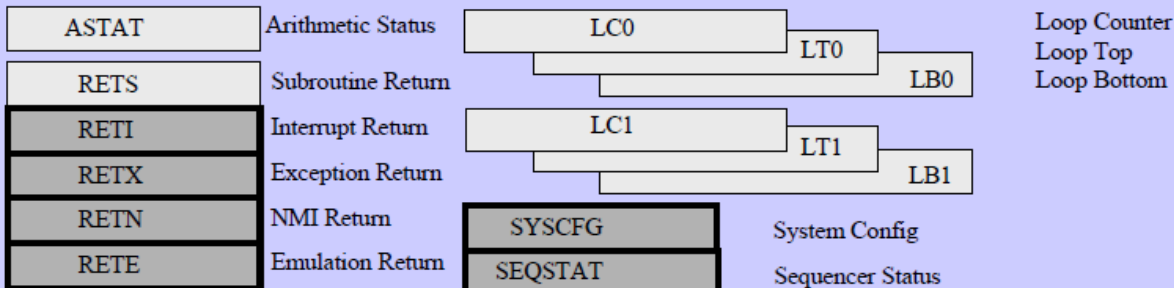 ASTAT Arithmetic Status
RETS Subroutine Return
RETI Interrupt Return
RETX Exception Return
RETN NMI Return
RETE Emulation Return
LC0
LT0
LB0
Loop Counter
Loop Top
Loop Bottom
LC1
LT1
LB1
SYSCFG System Config
SEQSTAT Sequencer Status